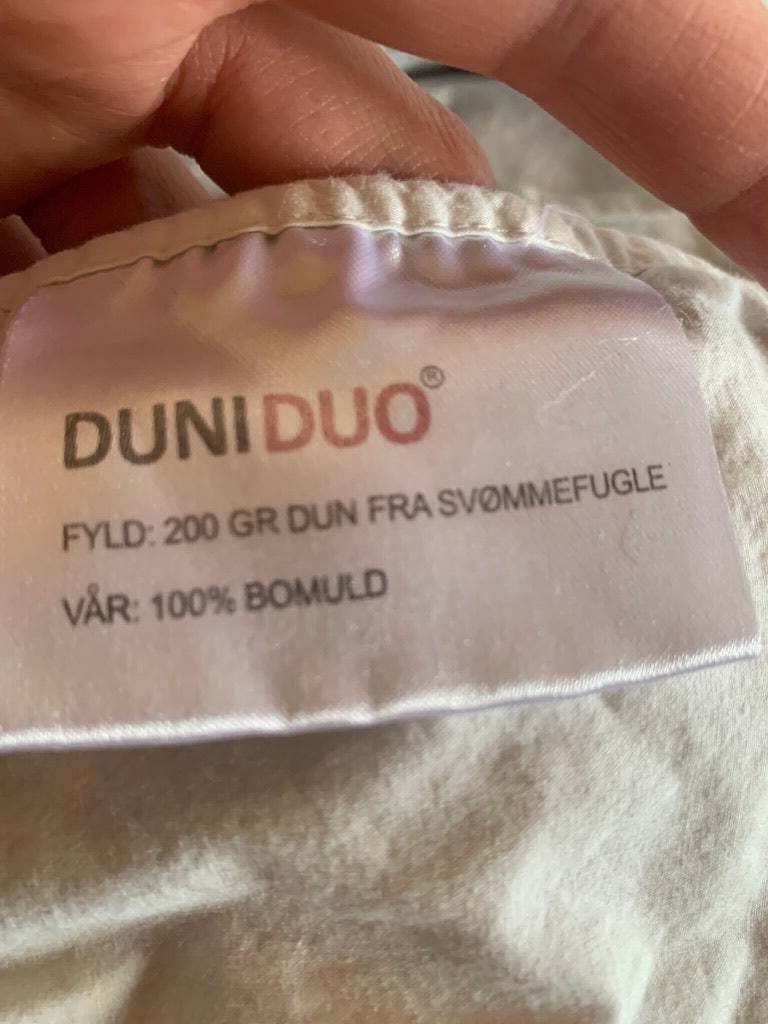 DUNIDUO®
FYLD: 200 GR DUN FRA SVØMMEFUGLE
VÅR: 100% BOMULD